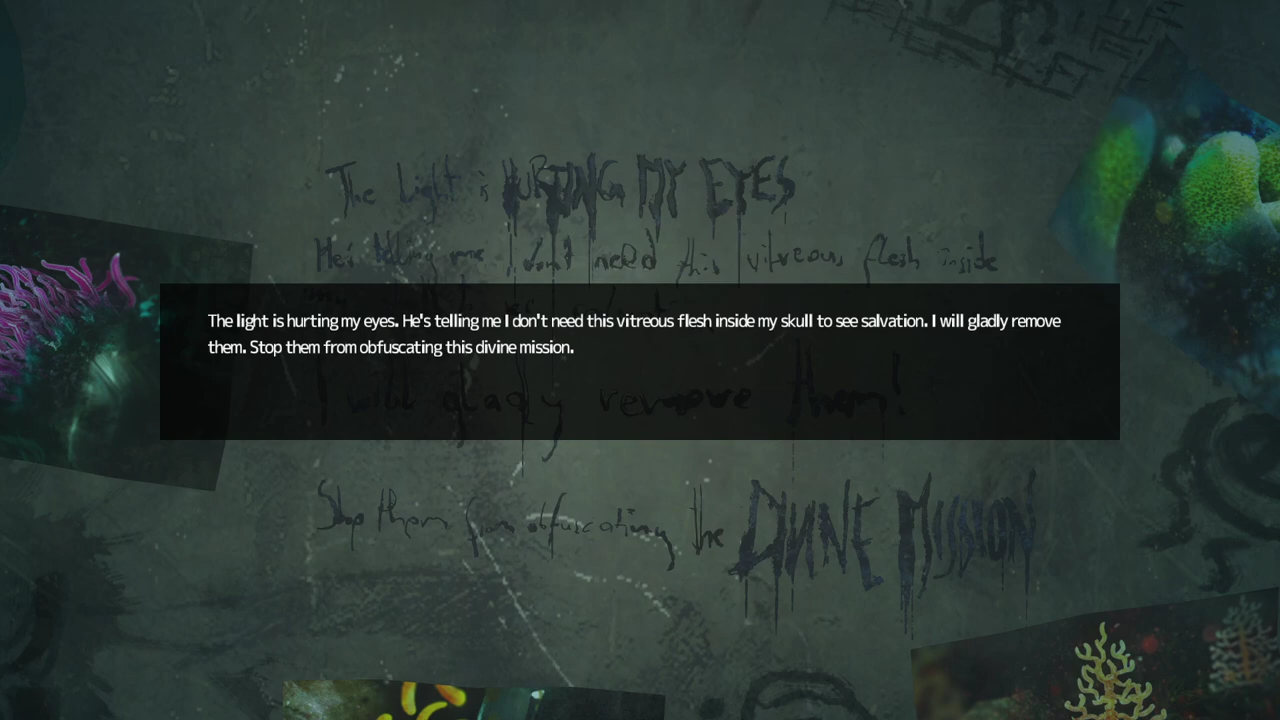 The Light is HURTING MY EYES
He's telling me I don't need this vitreous flesh inside
The light is hurting my eyes. He's telling me I don't need this vitreous flesh inside my skull to see salvation. I will gladly remove
them. Stop them from obfuscating this divine mission.
I will gladly remove them!
Stop them from obfuscating the DIVINE MISSION